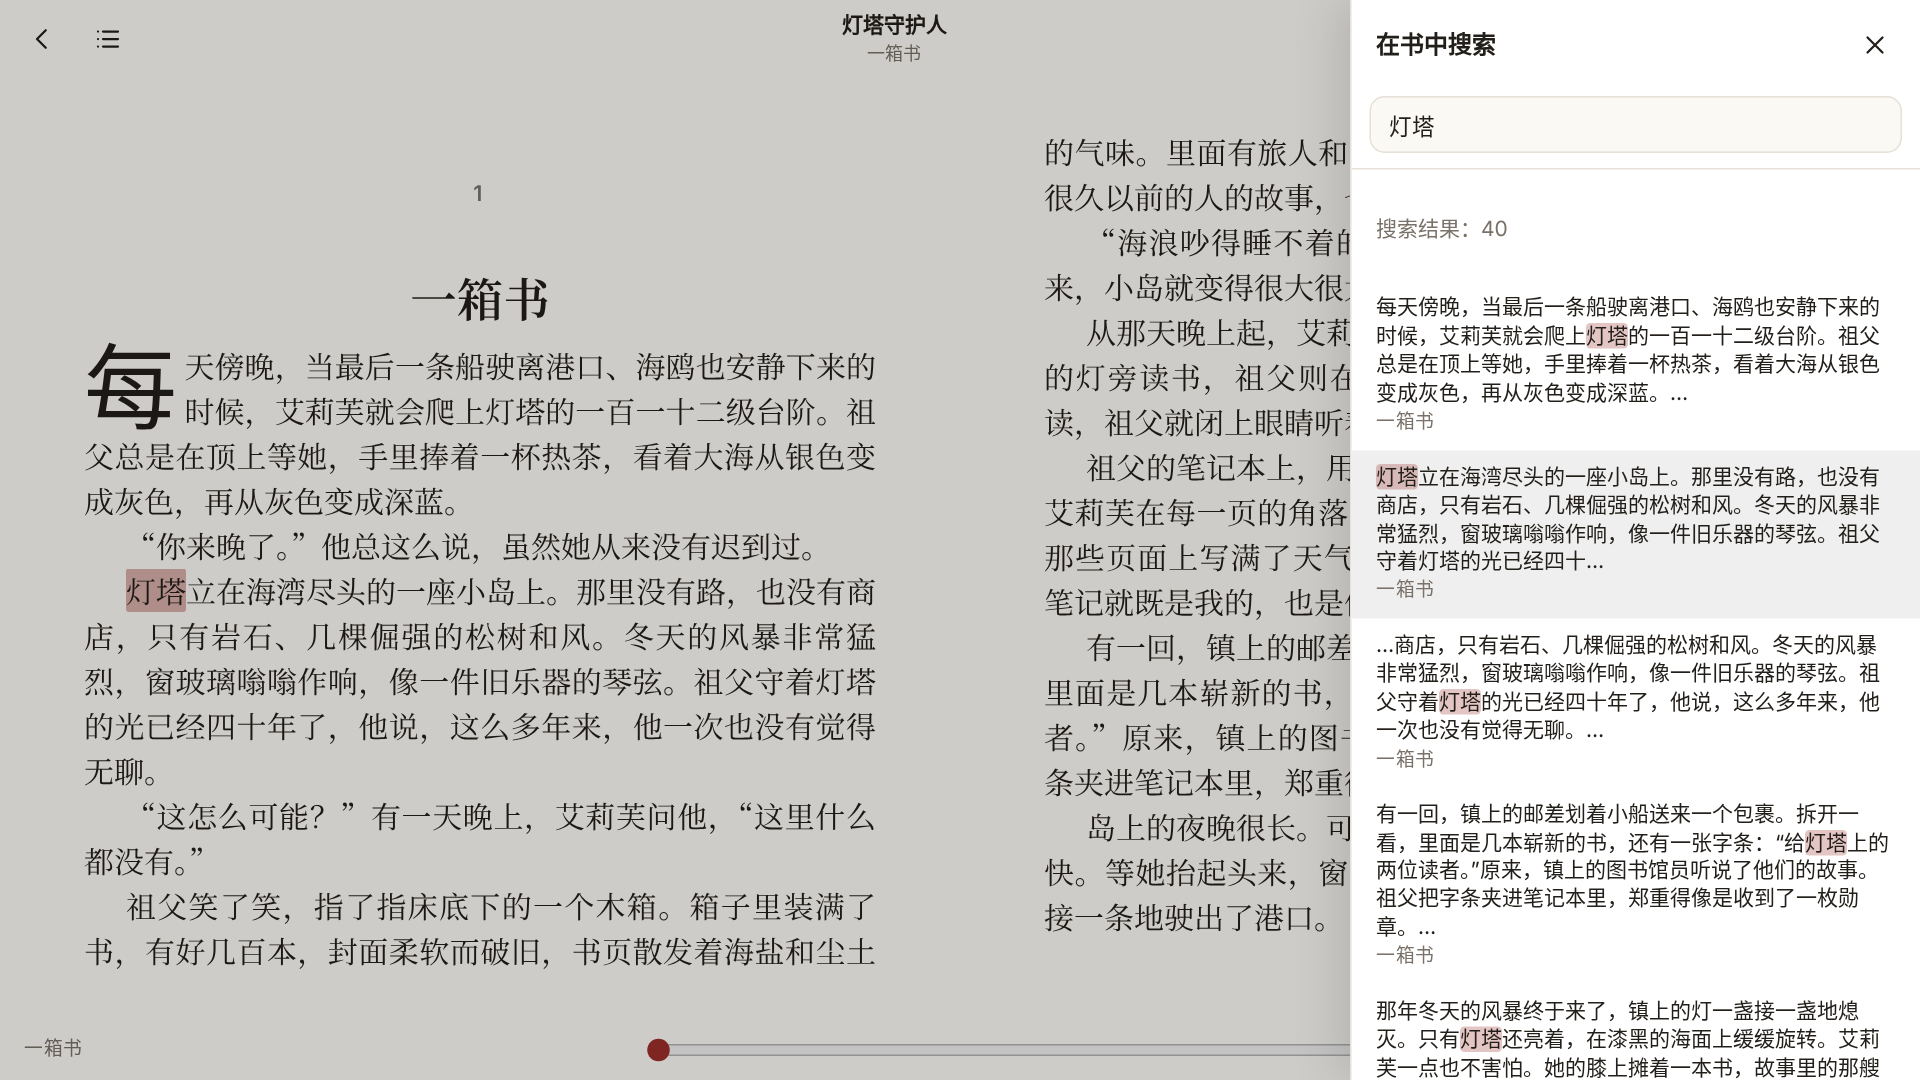 灯塔守护人
一箱书
1
一箱书
每天傍晚，当最后一条船驶离港口、海鸥也安静下来的
时候，艾莉芙就会爬上灯塔的一百一十二级台阶。祖
父总是在顶上等她，手里捧着一杯热茶，看着大海从银色变
成灰色，再从灰色变成深蓝。
“你来晚了。”他总这么说，虽然她从来没有迟到过。
灯塔立在海湾尽头的一座小岛上。那里没有路，也没有商
店，只有岩石、几棵倔强的松树和风。冬天的风暴非常猛
烈，窗玻璃嗡嗡作响，像一件旧乐器的琴弦。祖父守着灯塔
的光已经四十年了，他说，这么多年来，他一次也没有觉得
无聊。
“这怎么可能？”有一天晚上，艾莉芙问他，“这里什么
都没有。”
祖父笑了笑，指了指床底下的一个木箱。箱子里装满了
书，有好几百本，封面柔软而破旧，书页散发着海盐和尘土
的气味。里面有旅人和
很久以前的人的故事，
“海浪吵得睡不着的
来，小岛就变得很大很
从那天晚上起，艾莉
的灯旁读书，祖父则在
读，祖父就闭上眼睛听
祖父的笔记本上，用
艾莉芙在每一页的角落
那些页面上写满了天气
笔记就既是我的，也是
有一回，镇上的邮差
里面是几本崭新的书，
者。”原来，镇上的图
条夹进笔记本里，郑重
岛上的夜晚很长。可
快。等她抬起头来，窗
接一条地驶出了港口。
一箱书
在书中搜索
灯塔
搜索结果：40
每天傍晚，当最后一条船驶离港口、海鸥也安静下来的
时候，艾莉芙就会爬上灯塔的一百一十二级台阶。祖父
总是在顶上等她，手里捧着一杯热茶，看着大海从银色
变成灰色，再从灰色变成深蓝。...
一箱书
灯塔立在海湾尽头的一座小岛上。那里没有路，也没有
商店，只有岩石、几棵倔强的松树和风。冬天的风暴非
常猛烈，窗玻璃嗡嗡作响，像一件旧乐器的琴弦。祖父
守着灯塔的光已经四十...
一箱书
...商店，只有岩石、几棵倔强的松树和风。冬天的风暴
非常猛烈，窗玻璃嗡嗡作响，像一件旧乐器的琴弦。祖
父守着灯塔的光已经四十年了，他说，这么多年来，他
一次也没有觉得无聊。...
一箱书
有一回，镇上的邮差划着小船送来一个包裹。拆开一
看，里面是几本崭新的书，还有一张字条：“给灯塔上的
两位读者。”原来，镇上的图书馆员听说了他们的故事。
祖父把字条夹进笔记本里，郑重得像是收到了一枚勋
章。...
一箱书
那年冬天的风暴终于来了，镇上的灯一盏接一盏地熄
灭。只有灯塔还亮着，在漆黑的海面上缓缓旋转。艾莉
芙一点也不害怕。她的膝上摊着一本书，故事里的那艘